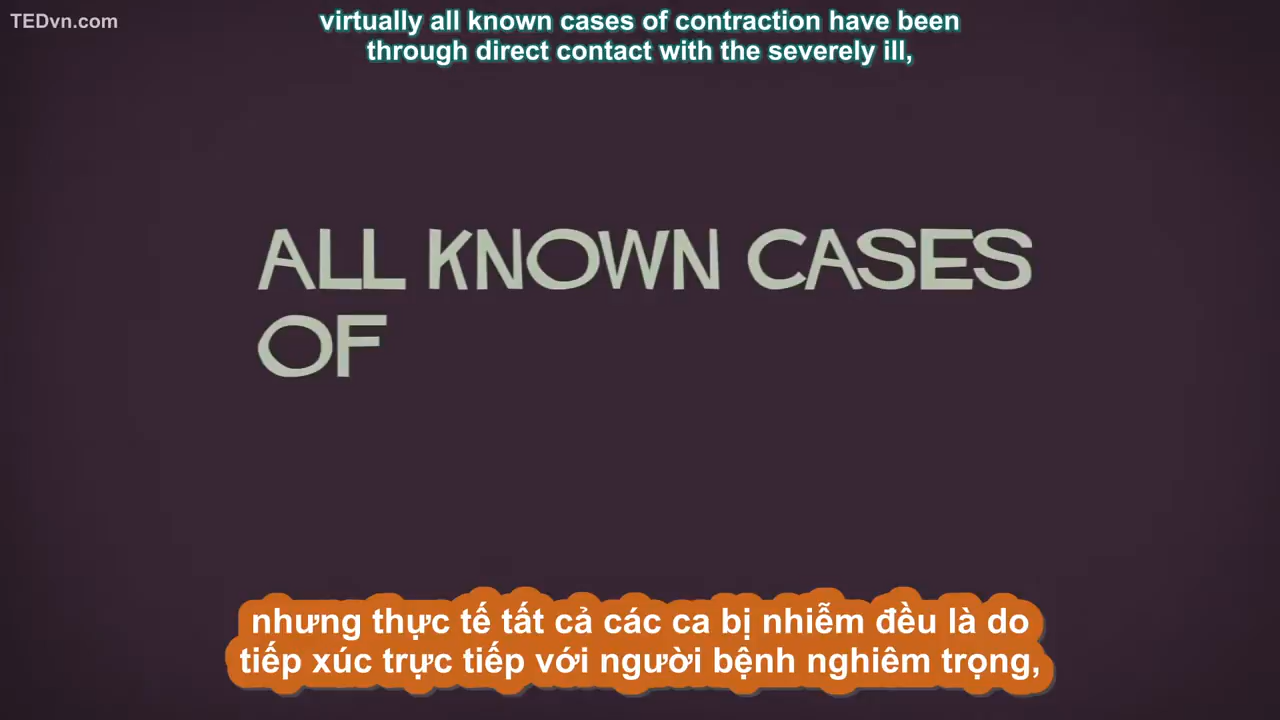 TEDvn.com
virtually all known cases of contraction have been
through direct contact with the severely ill,
ALL KNOWN CASES
OF
nhưng thực tế tất cả các ca bị nhiễm đều là do
tiếp xúc trực tiếp với người bệnh nghiêm trọng,